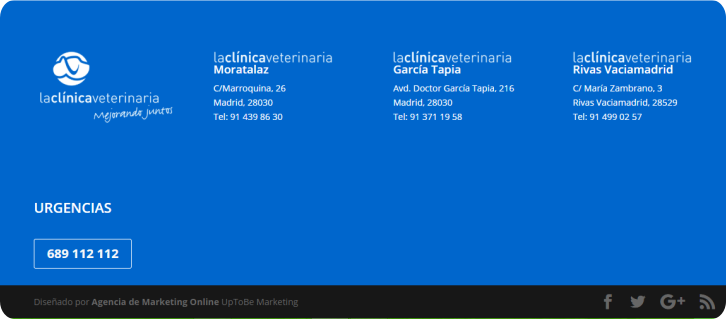 laclínicaveterinaria
Mejorando juntos
laclínicaveterinaria
Moratalaz
C/Marroquina, 26
Madrid, 28030
Tel: 91 439 86 30
laclínicaveterinaria
García Tapia
Avd. Doctor García Tapia, 216
Madrid, 28030
Tel: 91 371 19 58
laclínicaveterinaria
Rivas Vaciamadrid
C/ María Zambrano, 3
Rivas Vaciamadrid, 28529
Tel: 91 499 02 57
URGENCIAS
689 112 112
Diseñado por Agencia de Marketing Online UpToBe Marketing